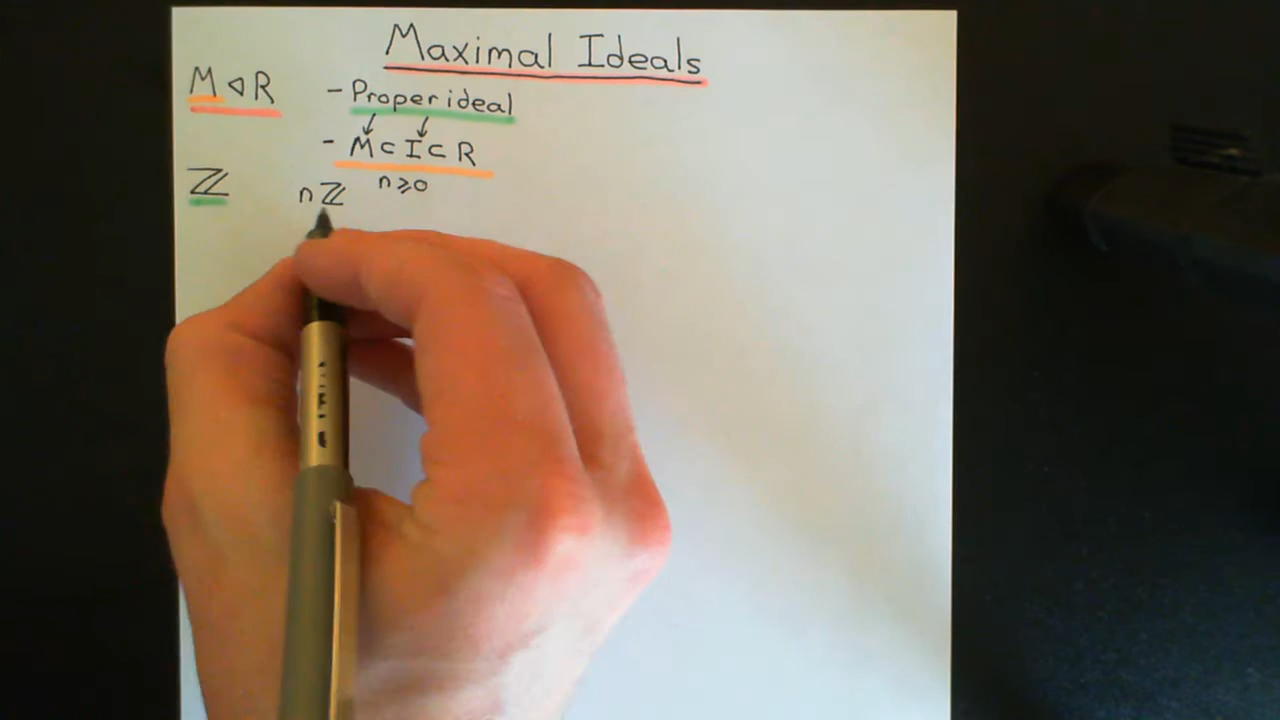 Maximal Ideals
M ◁ R
- Proper ideal
↓ ↓
- M ⊂ I ⊂ R
ℤ
nℤ n⩾0